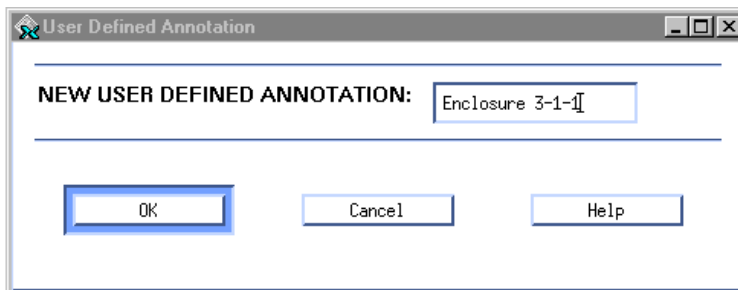 User Defined Annotation
NEW USER DEFINED ANNOTATION: Enclosure 3-1-1
OK Cancel Help